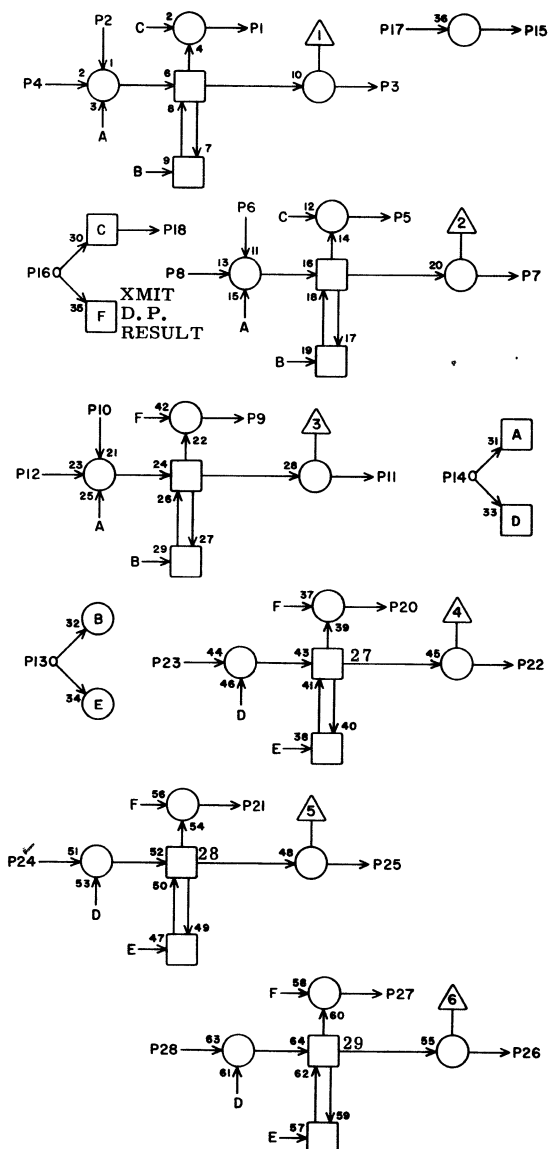 P2
C 2 4 P1
1
P17 36 P15
P4 2 1 3 6 8 10 P3
A
7
B 9
P6
C 12 14 P5
2
30 C P18
P16
35 F XMIT
D. P.
RESULT
P8 13 11 15 16 18 20 P7
A
17
B 19
P10
F 42 22 P9
3
31 A
P14
33 D
P12 23 21 25 24 26 28 P11
A
27
B 29
32 B
P13
34 E
F 37 39 P20
4
P23 44 46 43 41 27 45 P22
D
40
E 38
F 56 54 P21
5
P24 51 53 52 50 28 48 P25
D
49
E 47
F 58 60 P27
6
P28 63 61 64 62 29 55 P26
D
59
E 57